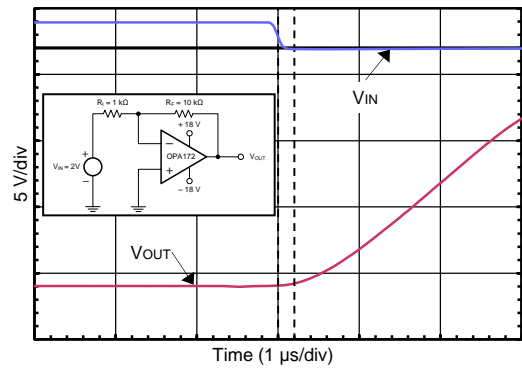 VIN
RI = 1 kΩ
RF = 10 kΩ
+ 18 V
−
OPA172
+
VOUT
+
VIN = 2V
−
− 18 V
5 V/div
VOUT
Time (1 µs/div)